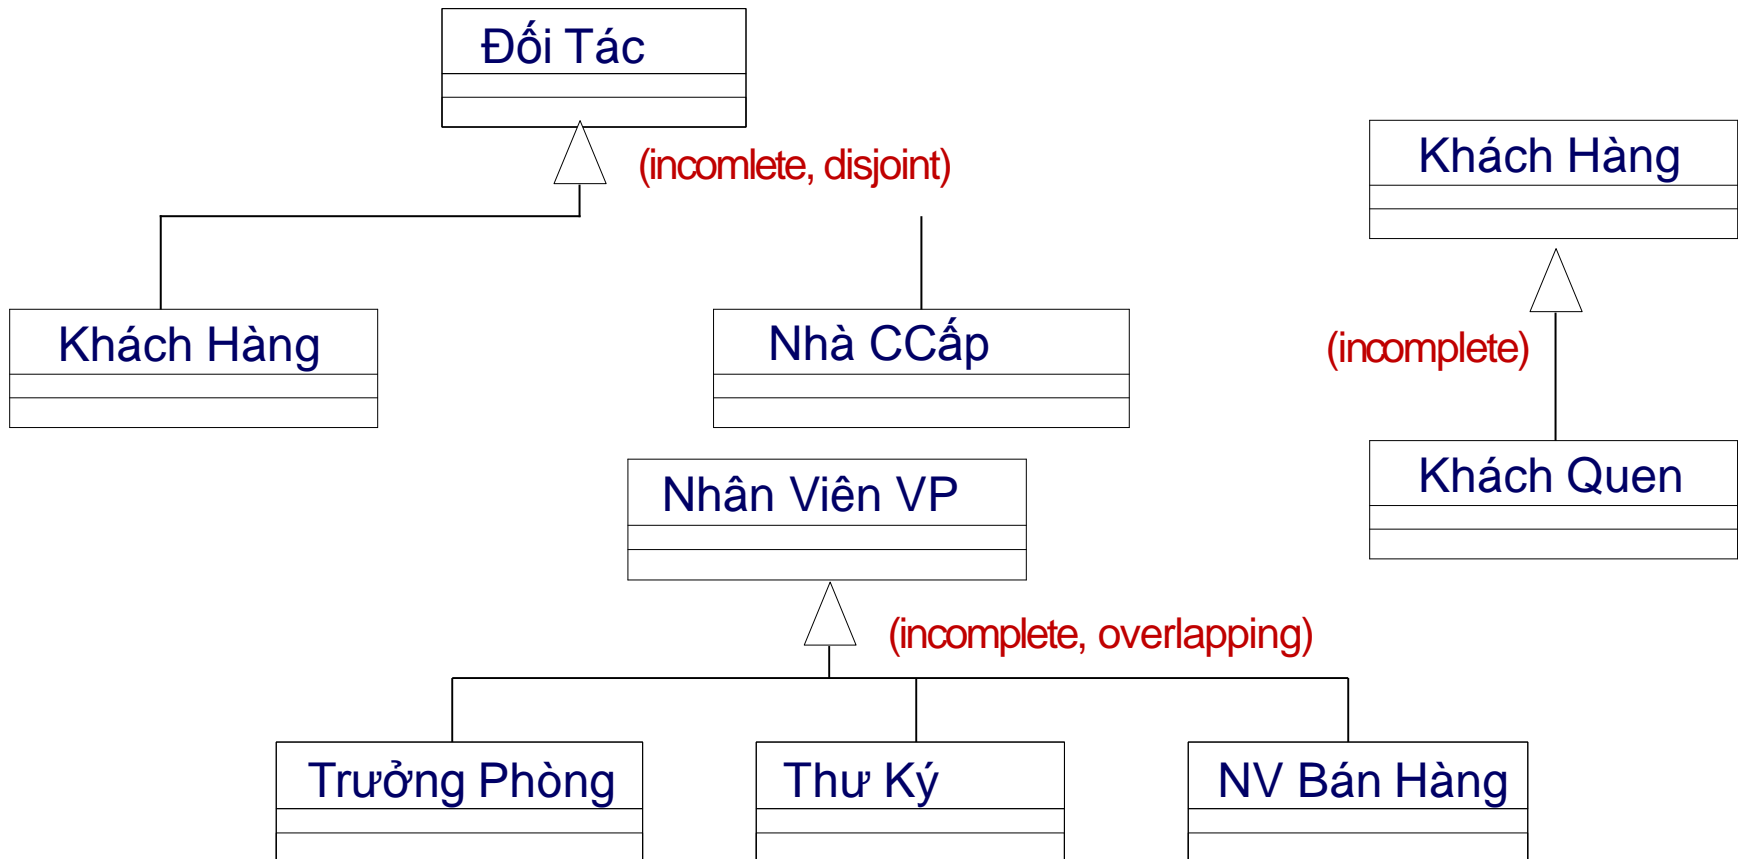 Đối Tác
(incomlete, disjoint)
Khách Hàng
Khách Hàng
Nhà CCấp
(incomplete)
Khách Quen
Nhân Viên VP
(incomplete, overlapping)
Trưởng Phòng
Thư Ký
NV Bán Hàng